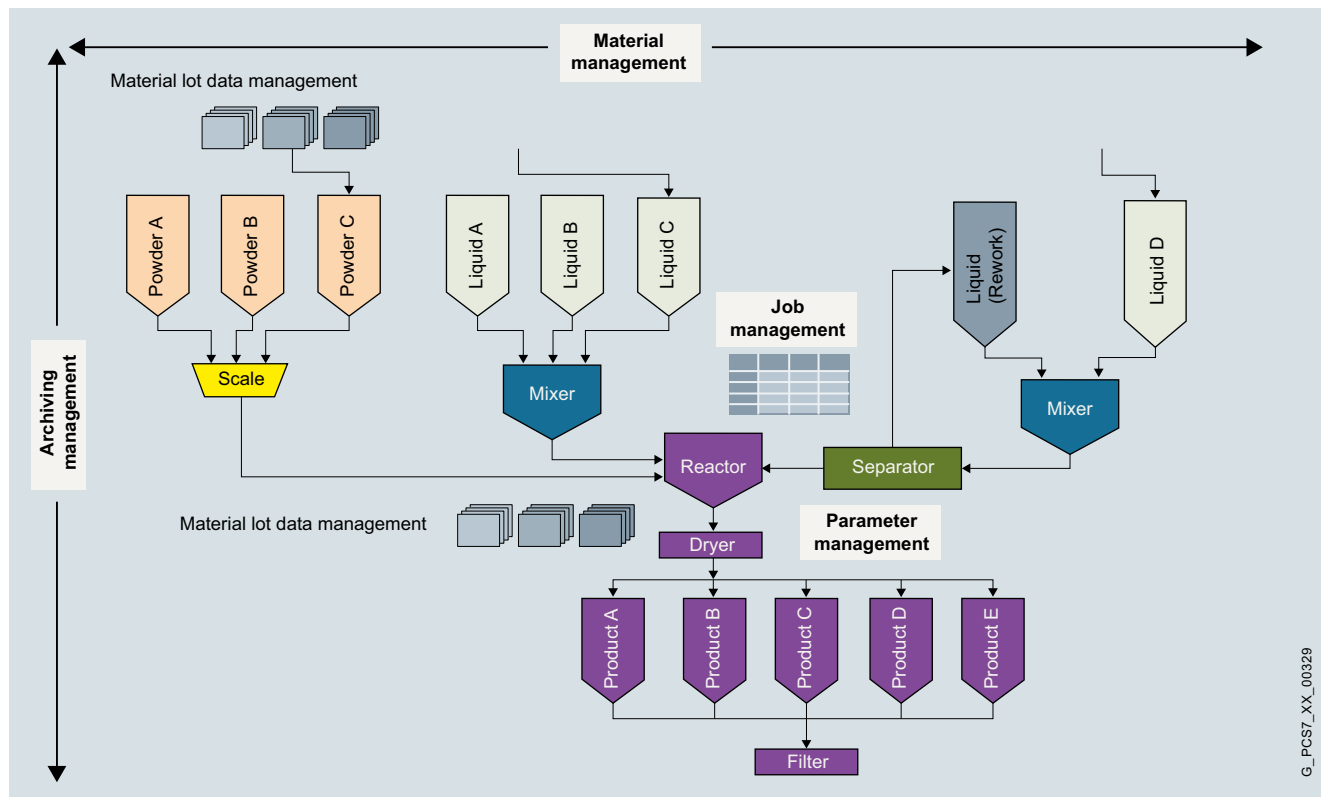 Material
management
Material lot data management
Archiving
management
Powder A
Powder B
Powder C
Liquid A
Liquid B
Liquid C
Liquid
(Rework)
Liquid D
Job
management
Scale
Mixer
Mixer
Reactor
Separator
Material lot data management
Parameter
management
Dryer
Product A
Product B
Product C
Product D
Product E
Filter
G_PCS7_XX_00329